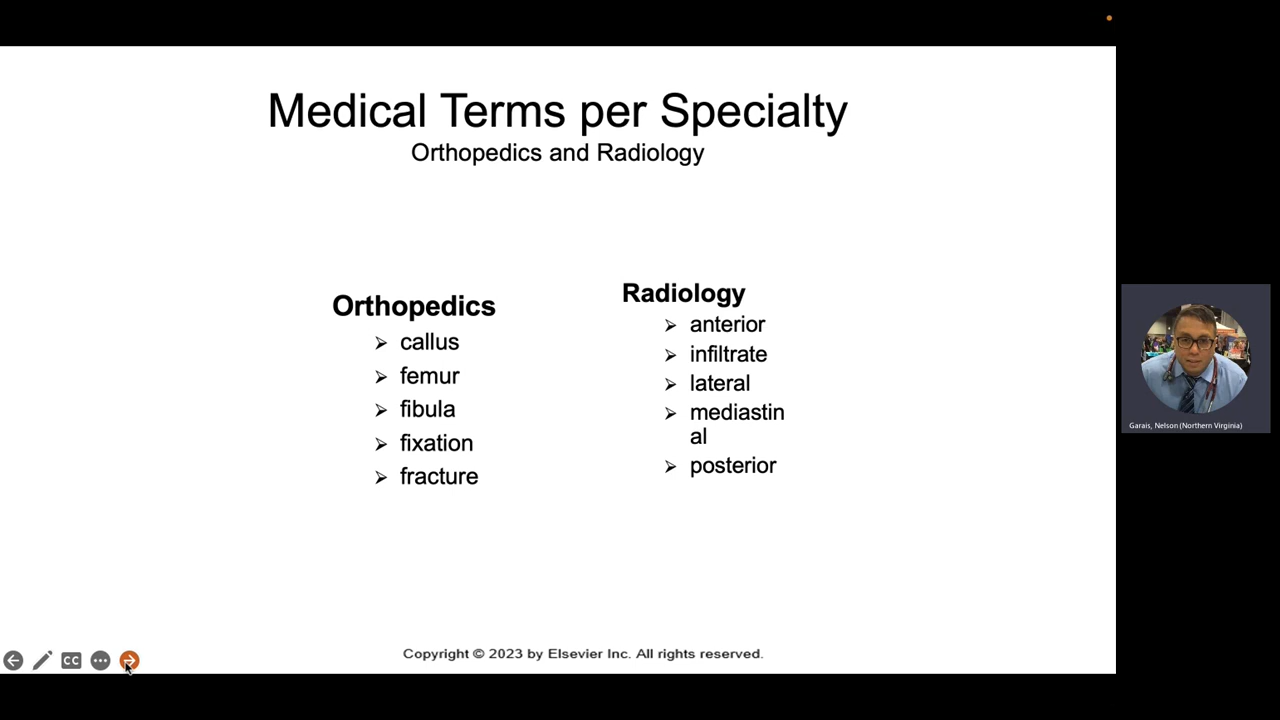 Medical Terms per Specialty
Orthopedics and Radiology
Orthopedics
callus
femur
fibula
fixation
fracture
Radiology
anterior
infiltrate
lateral
mediastin
al
posterior
CC
Copyright © 2023 by Elsevier Inc. All rights reserved.
Garais, Nelson (Northern Virginia)